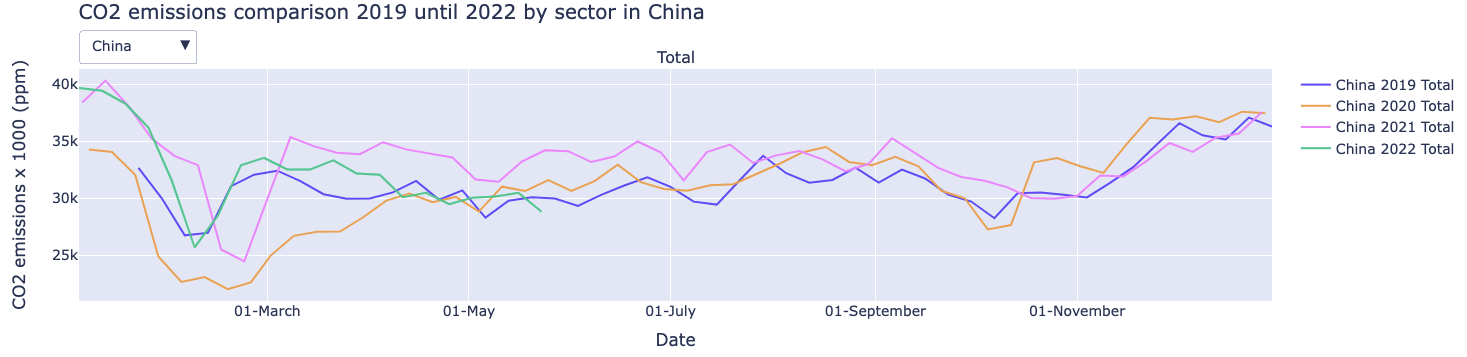 CO2 emissions comparison 2019 until 2022 by sector in China
China ▼
Total
CO2 emissions x 1000 (ppm)
40k
35k
30k
25k
01-March 01-May 01-July 01-September 01-November
Date
China 2019 Total
China 2020 Total
China 2021 Total
China 2022 Total